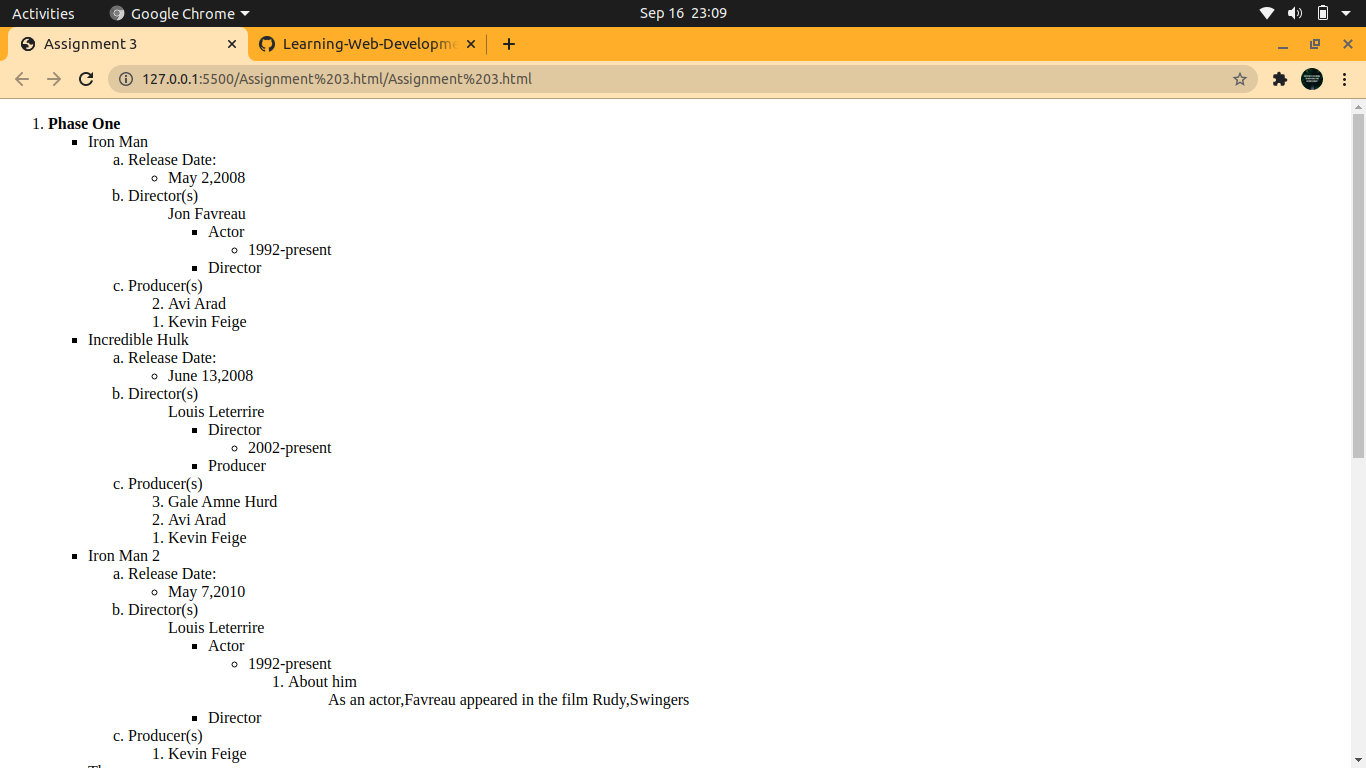 Activities Google Chrome Sep 16 23:09
Assignment 3 Learning-Web-Developme
127.0.0.1:5500/Assignment%203.html/Assignment%203.html
1. Phase One
Iron Man
a. Release Date:
May 2,2008
b. Director(s)
Jon Favreau
Actor
1992-present
Director
c. Producer(s)
2. Avi Arad
1. Kevin Feige
Incredible Hulk
a. Release Date:
June 13,2008
b. Director(s)
Louis Leterrire
Director
2002-present
Producer
c. Producer(s)
3. Gale Amne Hurd
2. Avi Arad
1. Kevin Feige
Iron Man 2
a. Release Date:
May 7,2010
b. Director(s)
Louis Leterrire
Actor
1992-present
1. About him
As an actor,Favreau appeared in the film Rudy,Swingers
Director
c. Producer(s)
1. Kevin Feige